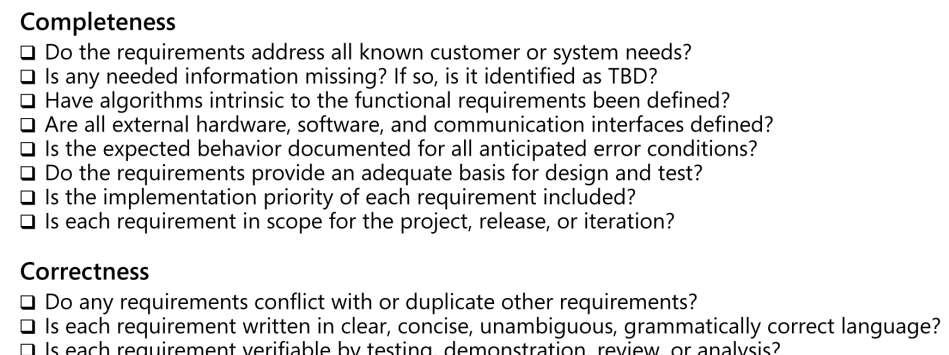 Completeness
❑ Do the requirements address all known customer or system needs?
❑ Is any needed information missing? If so, is it identified as TBD?
❑ Have algorithms intrinsic to the functional requirements been defined?
❑ Are all external hardware, software, and communication interfaces defined?
❑ Is the expected behavior documented for all anticipated error conditions?
❑ Do the requirements provide an adequate basis for design and test?
❑ Is the implementation priority of each requirement included?
❑ Is each requirement in scope for the project, release, or iteration?
Correctness
❑ Do any requirements conflict with or duplicate other requirements?
❑ Is each requirement written in clear, concise, unambiguous, grammatically correct language?
❑ Is each requirement verifiable by testing, demonstration, review, or analysis?